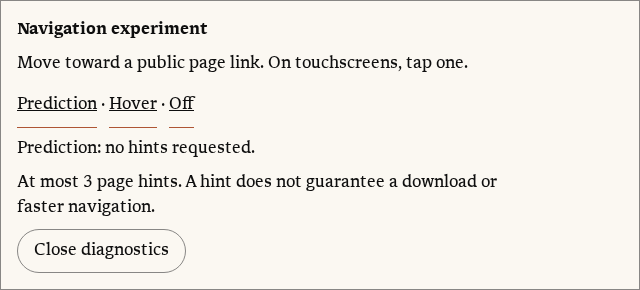 Navigation experiment
Move toward a public page link. On touchscreens, tap one.
Prediction · Hover · Off
Prediction: no hints requested.
At most 3 page hints. A hint does not guarantee a download or
faster navigation.
Close diagnostics